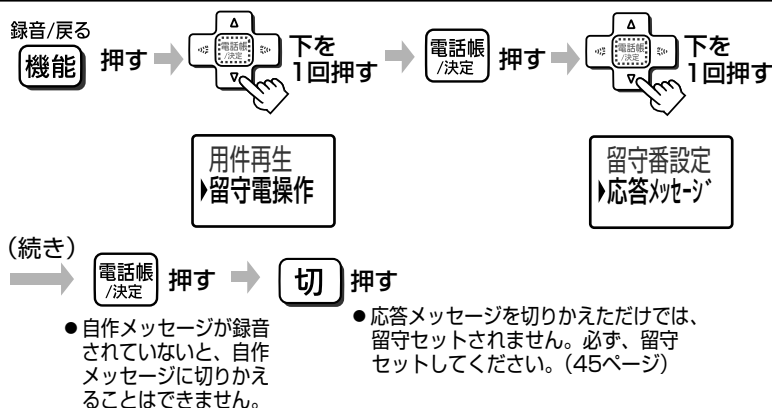 録音/戻る
機能 押す
電話帳
/決定
下を
1回押す
電話帳
/決定
押す
電話帳
/決定
下を
1回押す
用件再生
留守電操作
留守番設定
応答メッセージ
(続き)
電話帳
/決定
押す
切 押す
●自作メッセージが録音
されていないと、自作
メッセージに切りかえ
ることはできません。
●応答メッセージを切りかえただけでは、
留守セットされません。必ず、留守
セットしてください。(45ページ)